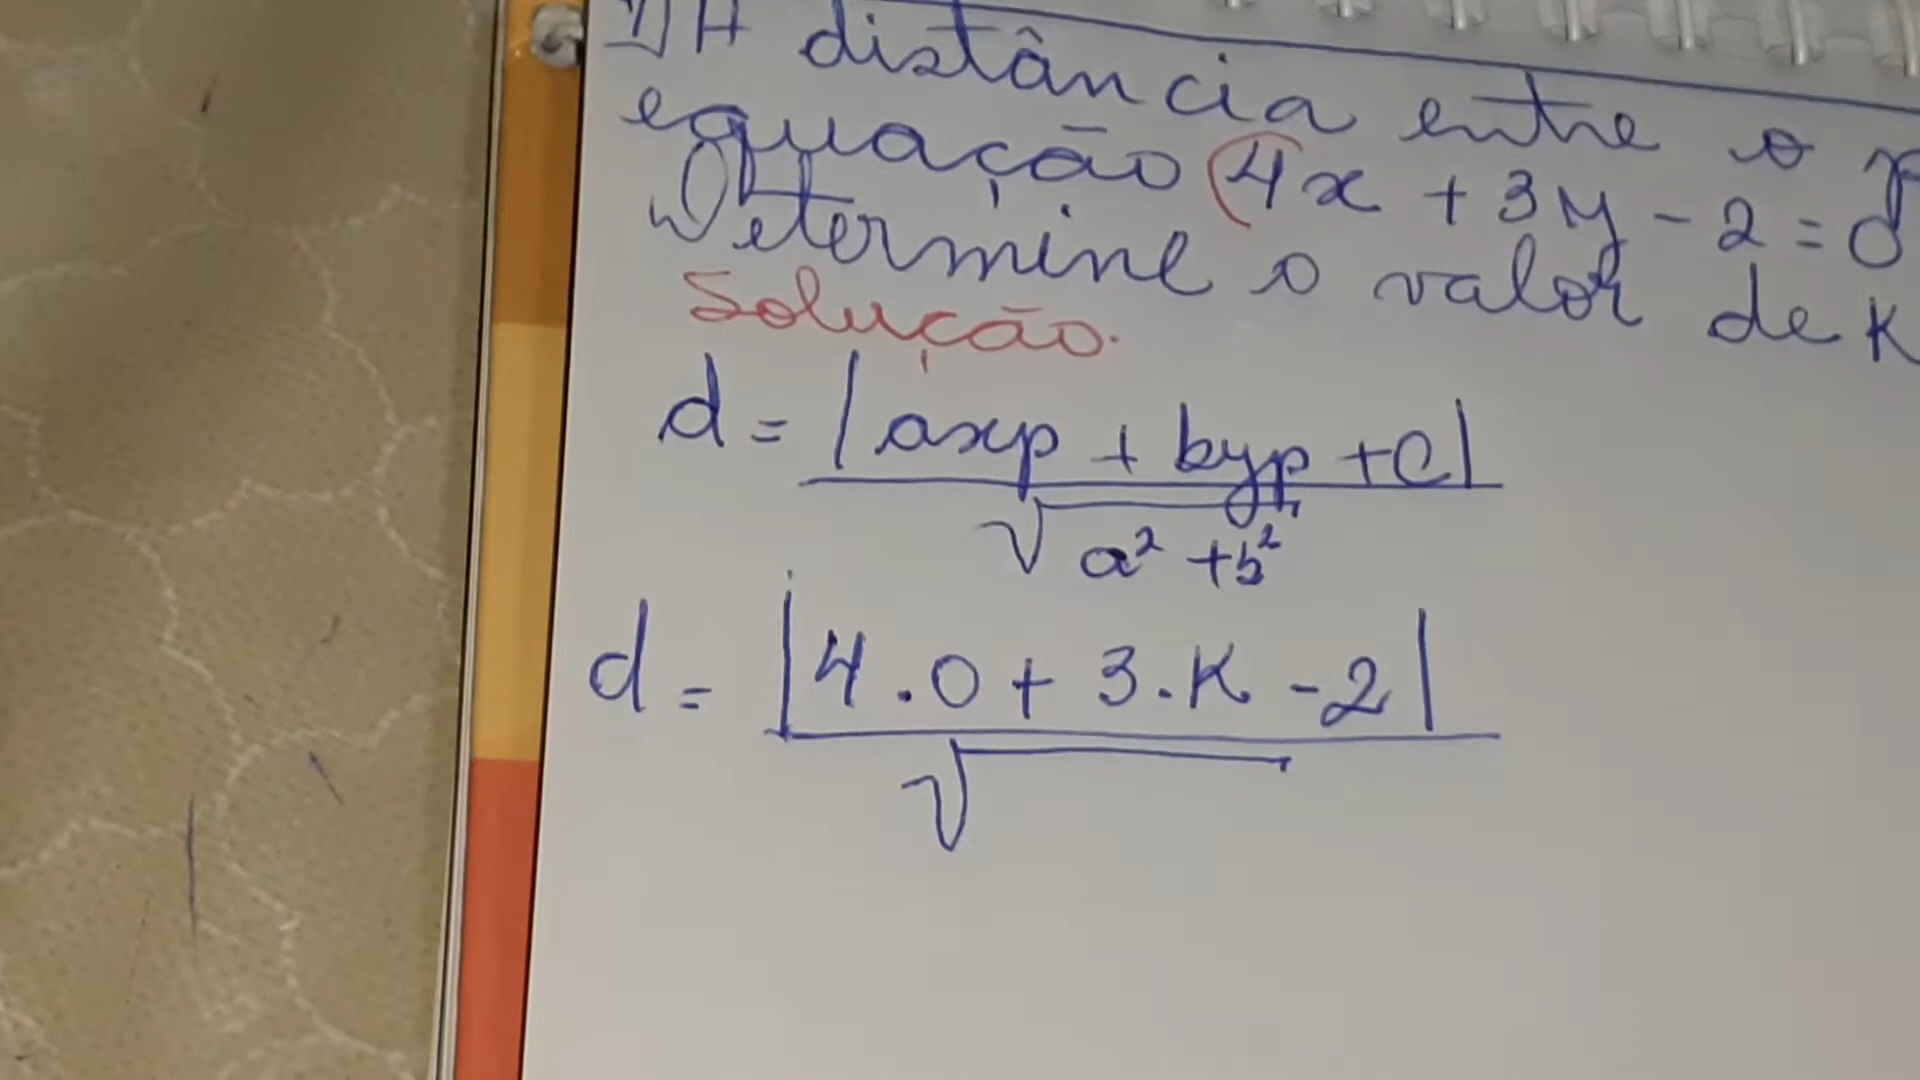 1) A distância entre o
equação 4x + 3y - 2 = 0
Determine o valor de K
Solução.
d = |axp + byp + c|
√a² + b²
d = |4 . 0 + 3 . K - 2|
√